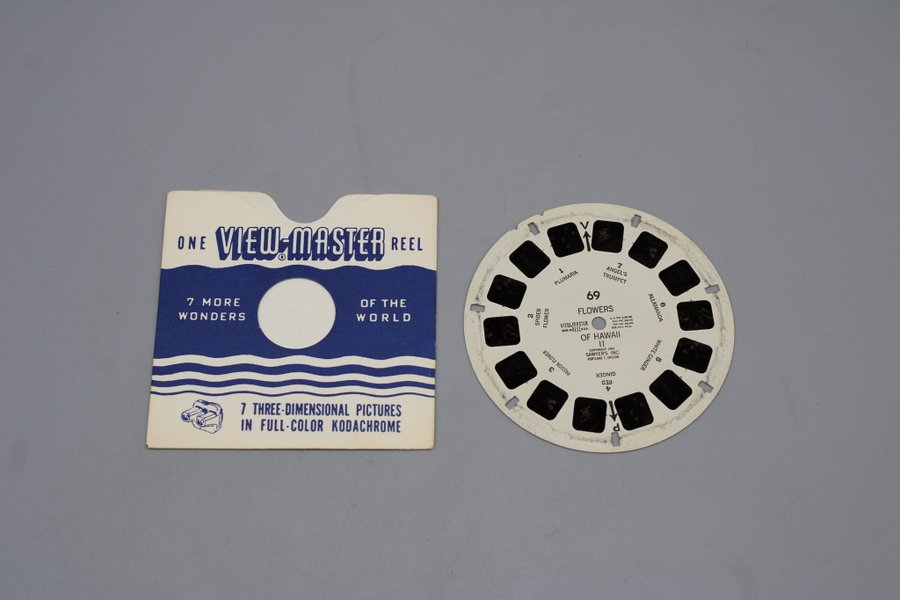 ONE VIEW-MASTER REEL
®
7 MORE WONDERS
OF THE WORLD
7 THREE-DIMENSIONAL PICTURES
IN FULL-COLOR KODACHROME
V
1
PLUMARIA
7
ANGEL'S
TRUMPET
69
FLOWERS
OF HAWAII
II
2
SPIDER
FLOWER
VIEW-MASTER
6
ALLAMANDA
3
PASSION FLOWER
5
WHITE GINGER
SAWYER'S INC.
4
RED
GINGER
P